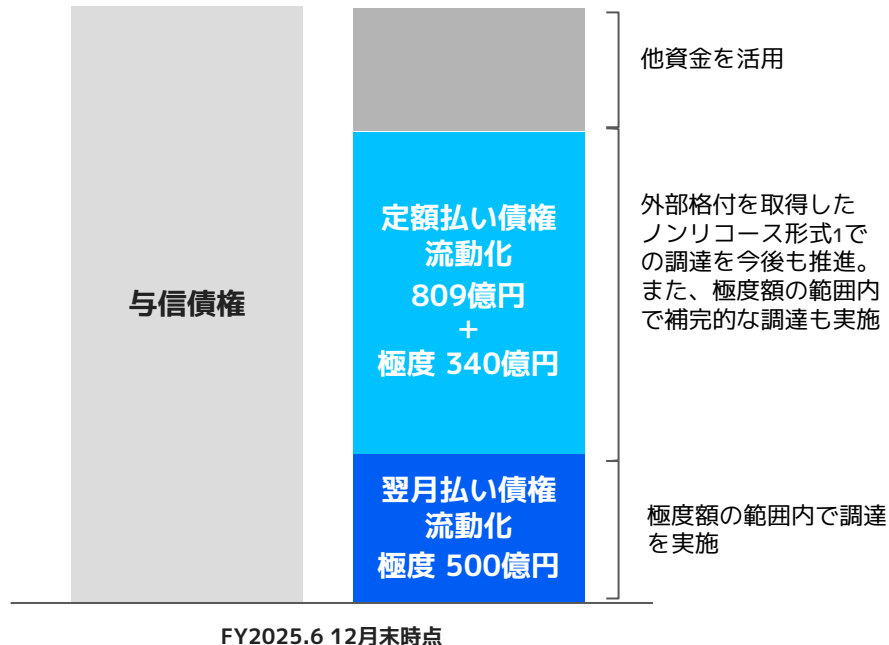 他資金を活用
定額払い債権
流動化
809億円
+
極度 340億円
外部格付を取得した
ノンリコース形式1で
の調達を今後も推進。
また、極度額の範囲内
で補完的な調達も実施
与信債権
翌月払い債権
流動化
極度 500億円
極度額の範囲内で調達
を実施
FY2025.6 12月末時点